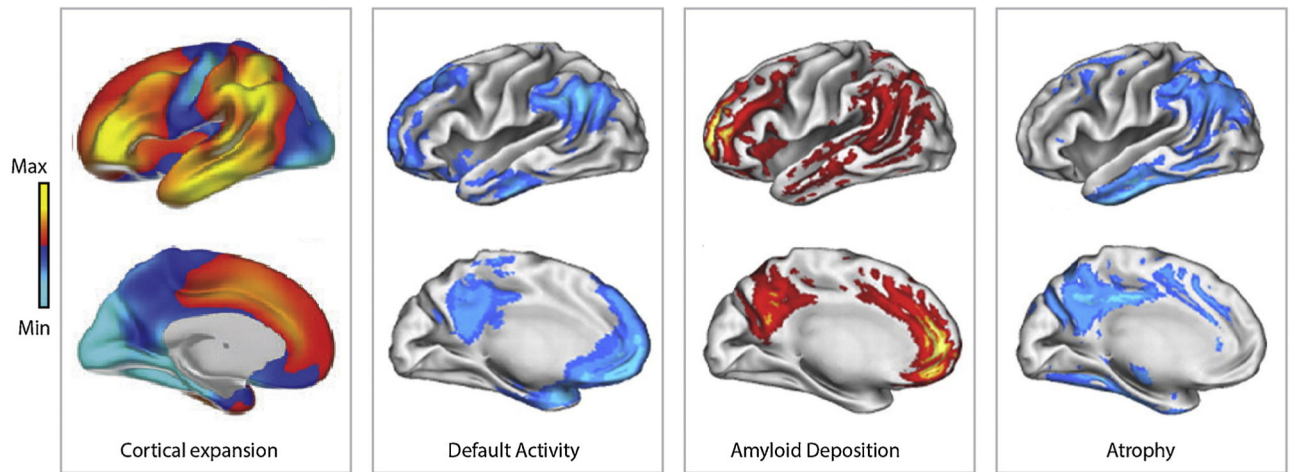 Max
Min
Cortical expansion
Default Activity
Amyloid Deposition
Atrophy